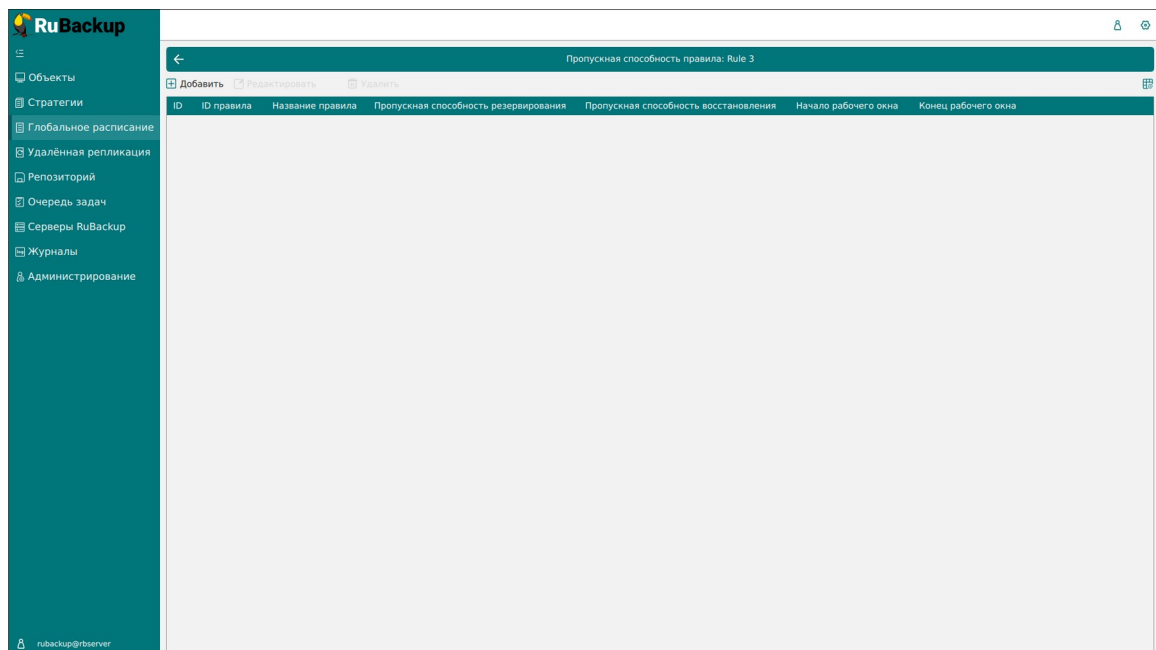 RuBackup
Объекты
Стратегии
Глобальное расписание
Удалённая репликация
Репозиторий
Очередь задач
Серверы RuBackup
Журналы
Администрирование
rubackup@rbserver
Пропускная способность правила: Rule 3
Добавить Редактировать Удалить
ID ID правила Название правила Пропускная способность резервирования Пропускная способность восстановления Начало рабочего окна Конец рабочего окна